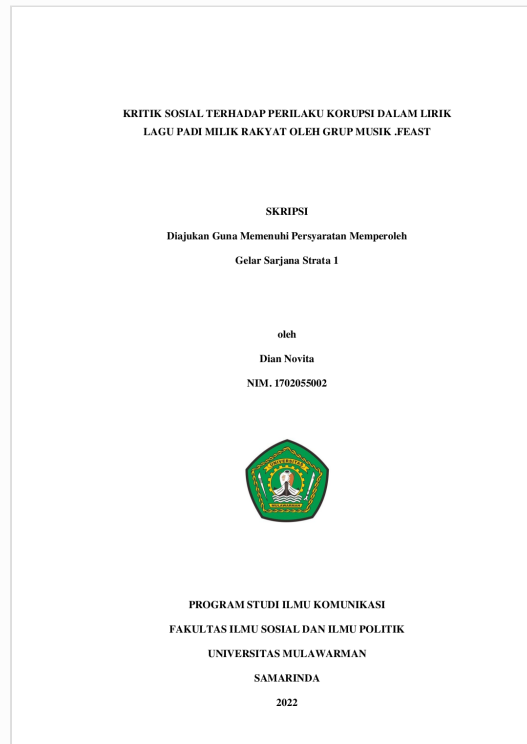 KRITIK SOSIAL TERHADAP PERILAKU KORUPSI DALAM LIRIK
LAGU PADI MILIK RAKYAT OLEH GRUP MUSIK .FEAST
SKRIPSI
Diajukan Guna Memenuhi Persyaratan Memperoleh
Gelar Sarjana Strata 1
oleh
Dian Novita
NIM. 1702055002
UNIVERSITAS
MULAWARMAN
PROGRAM STUDI ILMU KOMUNIKASI
FAKULTAS ILMU SOSIAL DAN ILMU POLITIK
UNIVERSITAS MULAWARMAN
SAMARINDA
2022